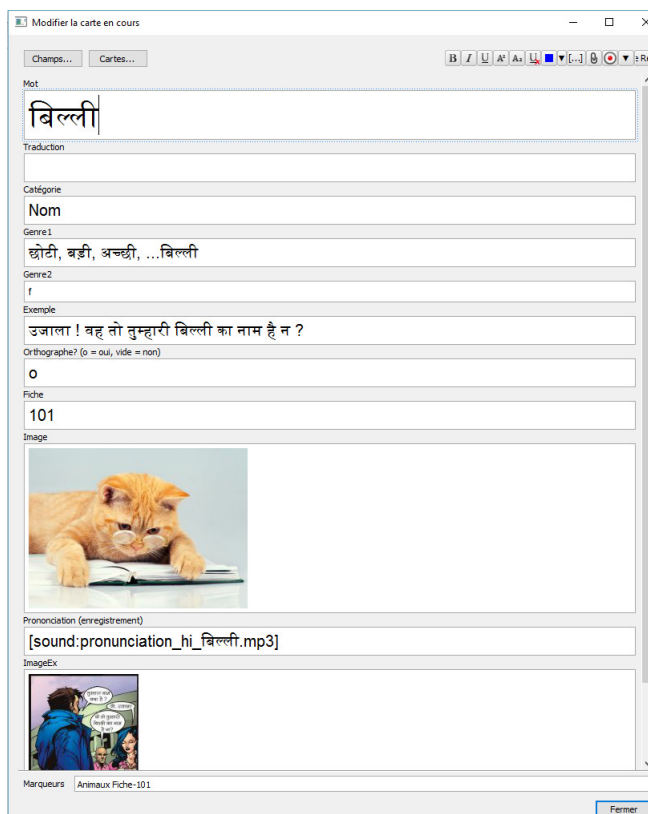 Modifier la carte en cours
Champs... Cartes...
Mot
बिल्ली
Traduction
Catégorie
Nom
Genre1
छोटी, बड़ी, अच्छी, ...बिल्ली
Genre2
f
Exemple
उजाला ! वह तो तुम्हारी बिल्ली का नाम है न ?
Orthographe? (o = oui, vide = non)
o
Fiche
101
Image
Prononciation (enregistrement)
[sound:pronunciation_hi_बिल्ली.mp3]
ImageEx
तुम्हारा नाम
क्या है ?
जी, उजाला
वो तो तुम्हारी
बिल्ली का नाम
है न?
Marqueurs Animaux Fiche-101
Fermer